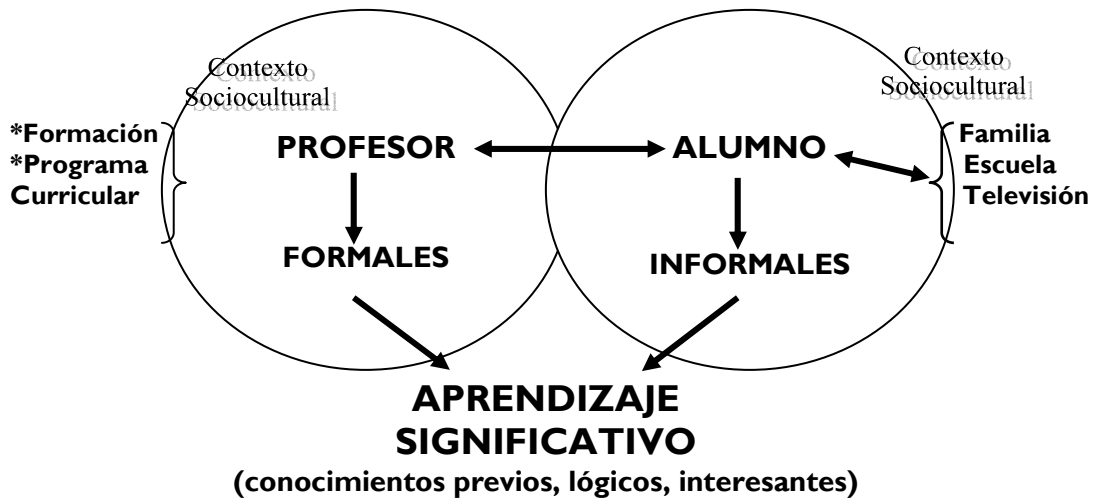 Contexto
Sociocultural
Contexto
Sociocultural
*Formación
*Programa
Curricular
PROFESOR
ALUMNO
Familia
Escuela
Televisión
FORMALES
INFORMALES
APRENDIZAJE
SIGNIFICATIVO
(conocimientos previos, lógicos, interesantes)